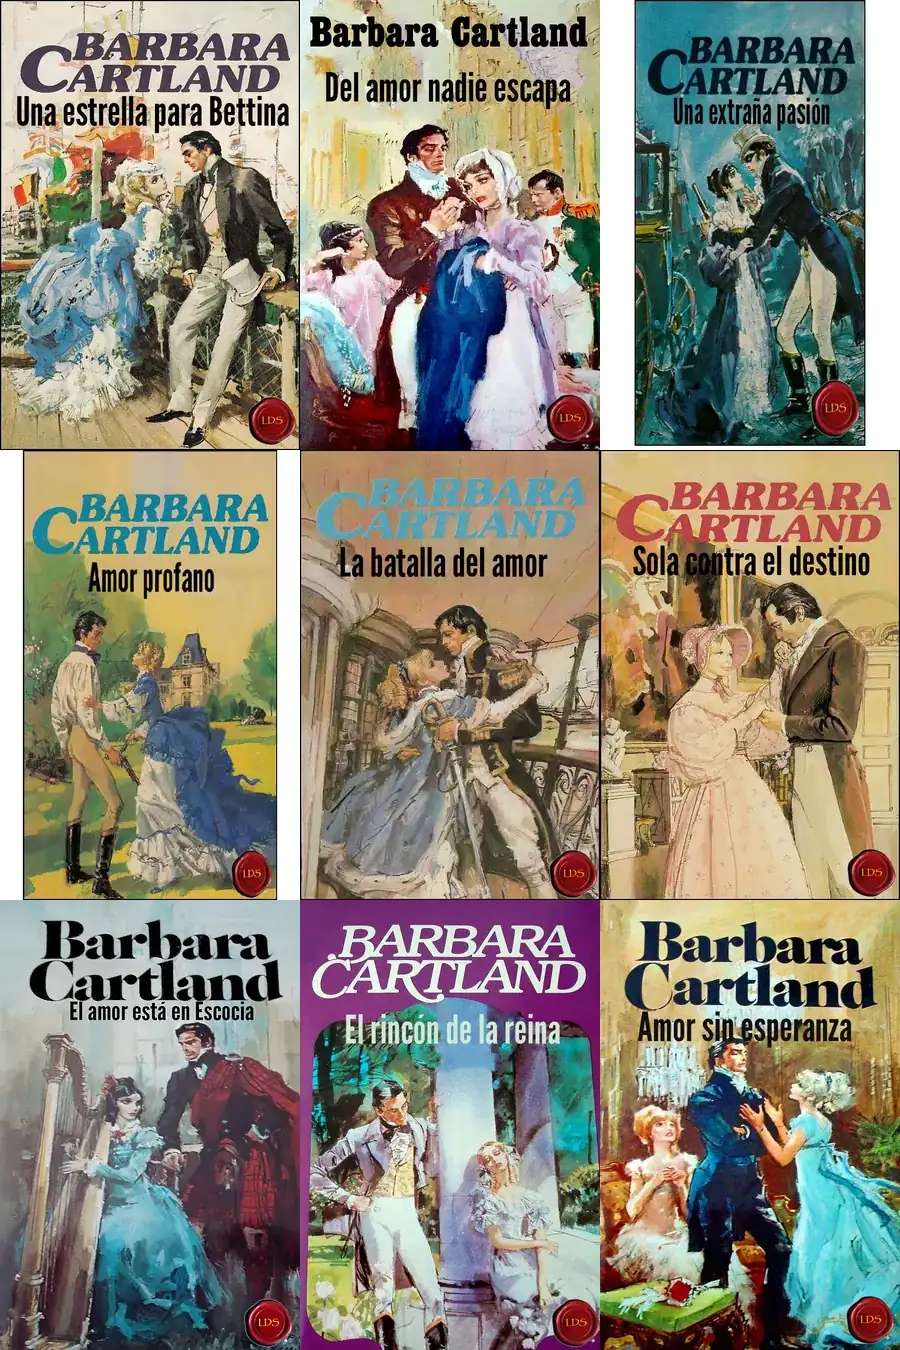 BARBARA
CARTLAND
Una estrella para Bettina
LDS
Barbara Cartland
Del amor nadie escapa
LDS
BARBARA
CARTLAND
Una extraña pasión
LDS
BARBARA
CARTLAND
Amor profano
LDS
BARBARA
CARTLAND
La batalla del amor
LDS
BARBARA
CARTLAND
Sola contra el destino
LDS
Barbara
Cartland
El amor está en Escocia
LDS
BARBARA
CARTLAND
El rincón de la reina
LDS
Barbara
Cartland
Amor sin esperanza
LDS